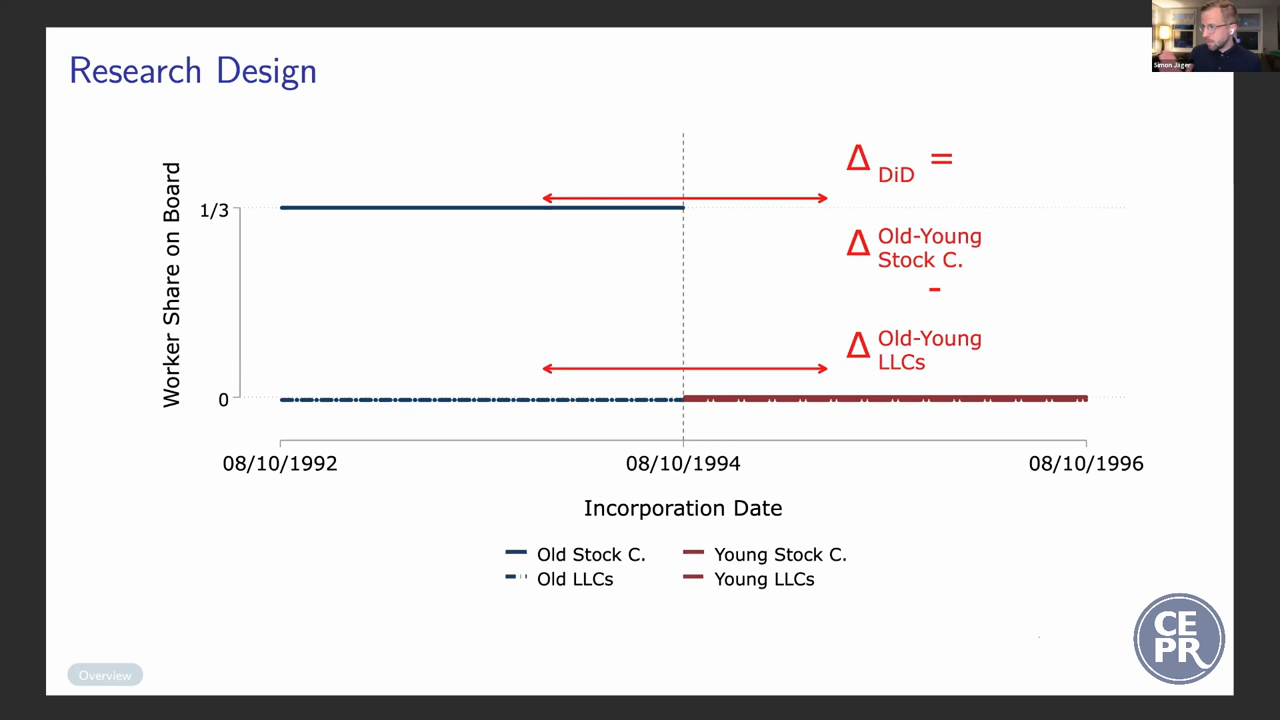 Research Design
Simon Jäger
Worker Share on Board
1/3
0
Δ DiD =
Δ Old-Young
Stock C.
-
Δ Old-Young
LLCs
08/10/1992
08/10/1994
08/10/1996
Incorporation Date
Old Stock C.
Young Stock C.
Old LLCs
Young LLCs
Overview
CE
PR